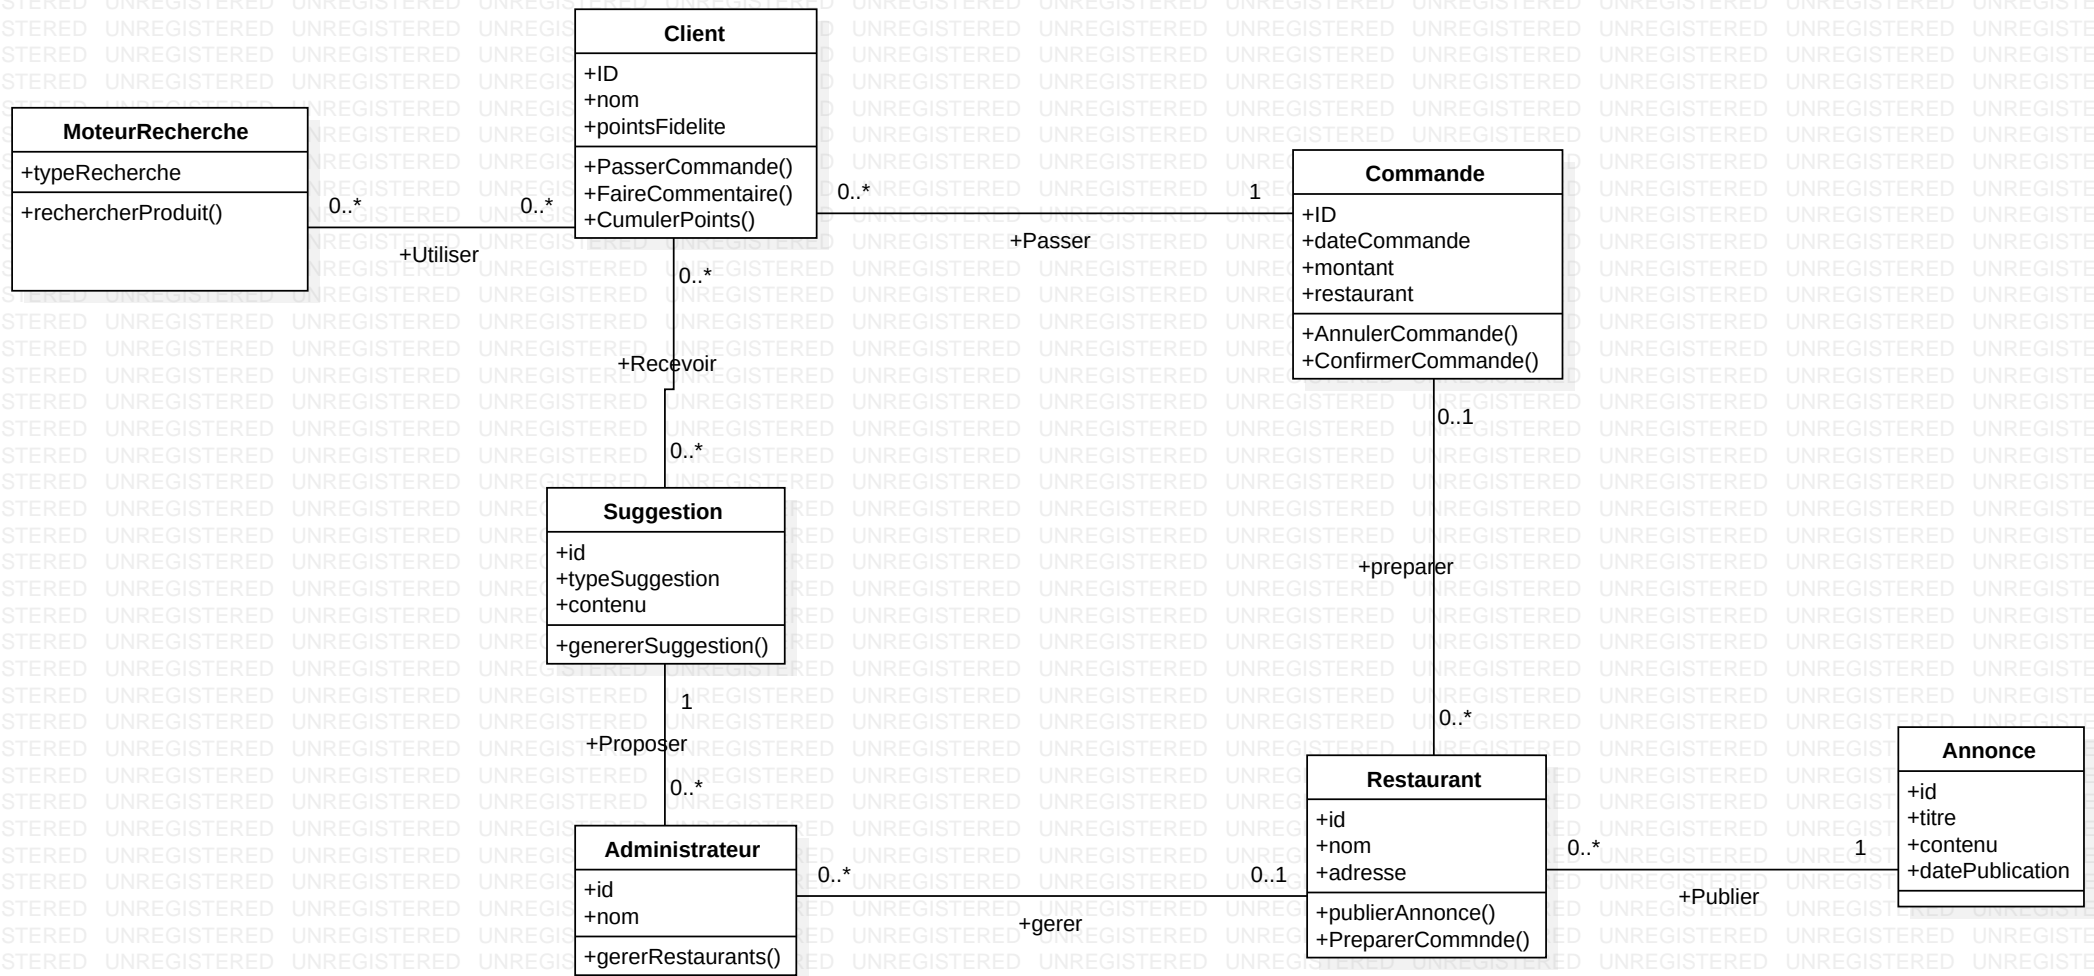 Client
+ID
+nom
+pointsFidelite
+PasserCommande()
+FaireCommentaire()
+CumulerPoints()
MoteurRecherche
+typeRecherche
+rechercherProduit()
0..*
0..*
+Utiliser
0..*
1
+Passer
Commande
+ID
+dateCommande
+montant
+restaurant
+AnnulerCommande()
+ConfirmerCommande()
0..*
+Recevoir
0..*
Suggestion
+id
+typeSuggestion
+contenu
+genererSuggestion()
0..1
+preparer
0..*
1
+Proposer
0..*
Administrateur
+id
+nom
+gererRestaurants()
0..*
0..1
+gerer
Restaurant
+id
+nom
+adresse
+publierAnnonce()
+PreparerCommnde()
0..*
1
+Publier
Annonce
+id
+titre
+contenu
+datePublication
UNREGISTERED